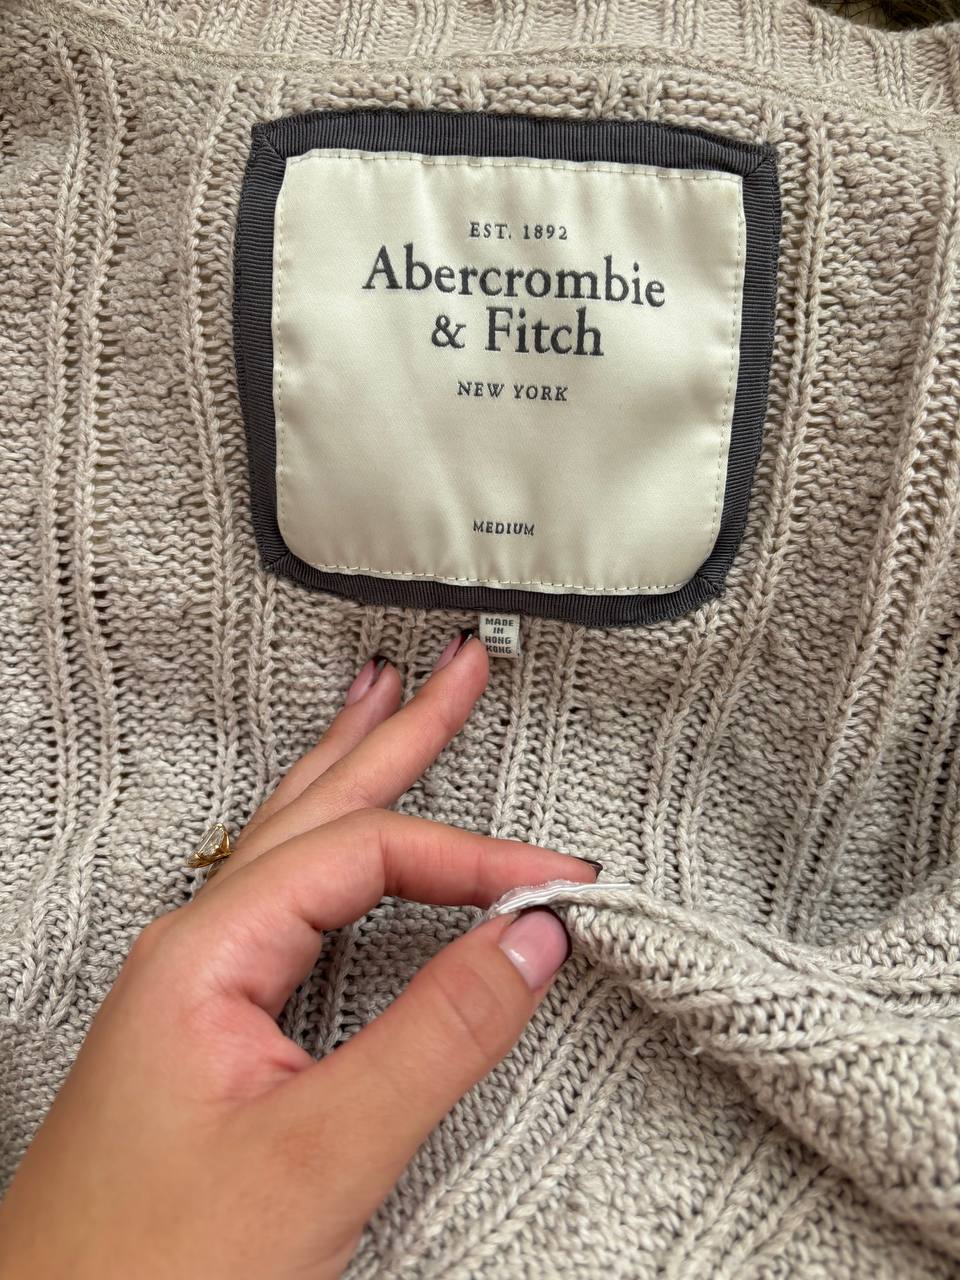 EST. 1892
Abercrombie
& Fitch
NEW YORK
MEDIUM
MADE
IN
HONG
KONG